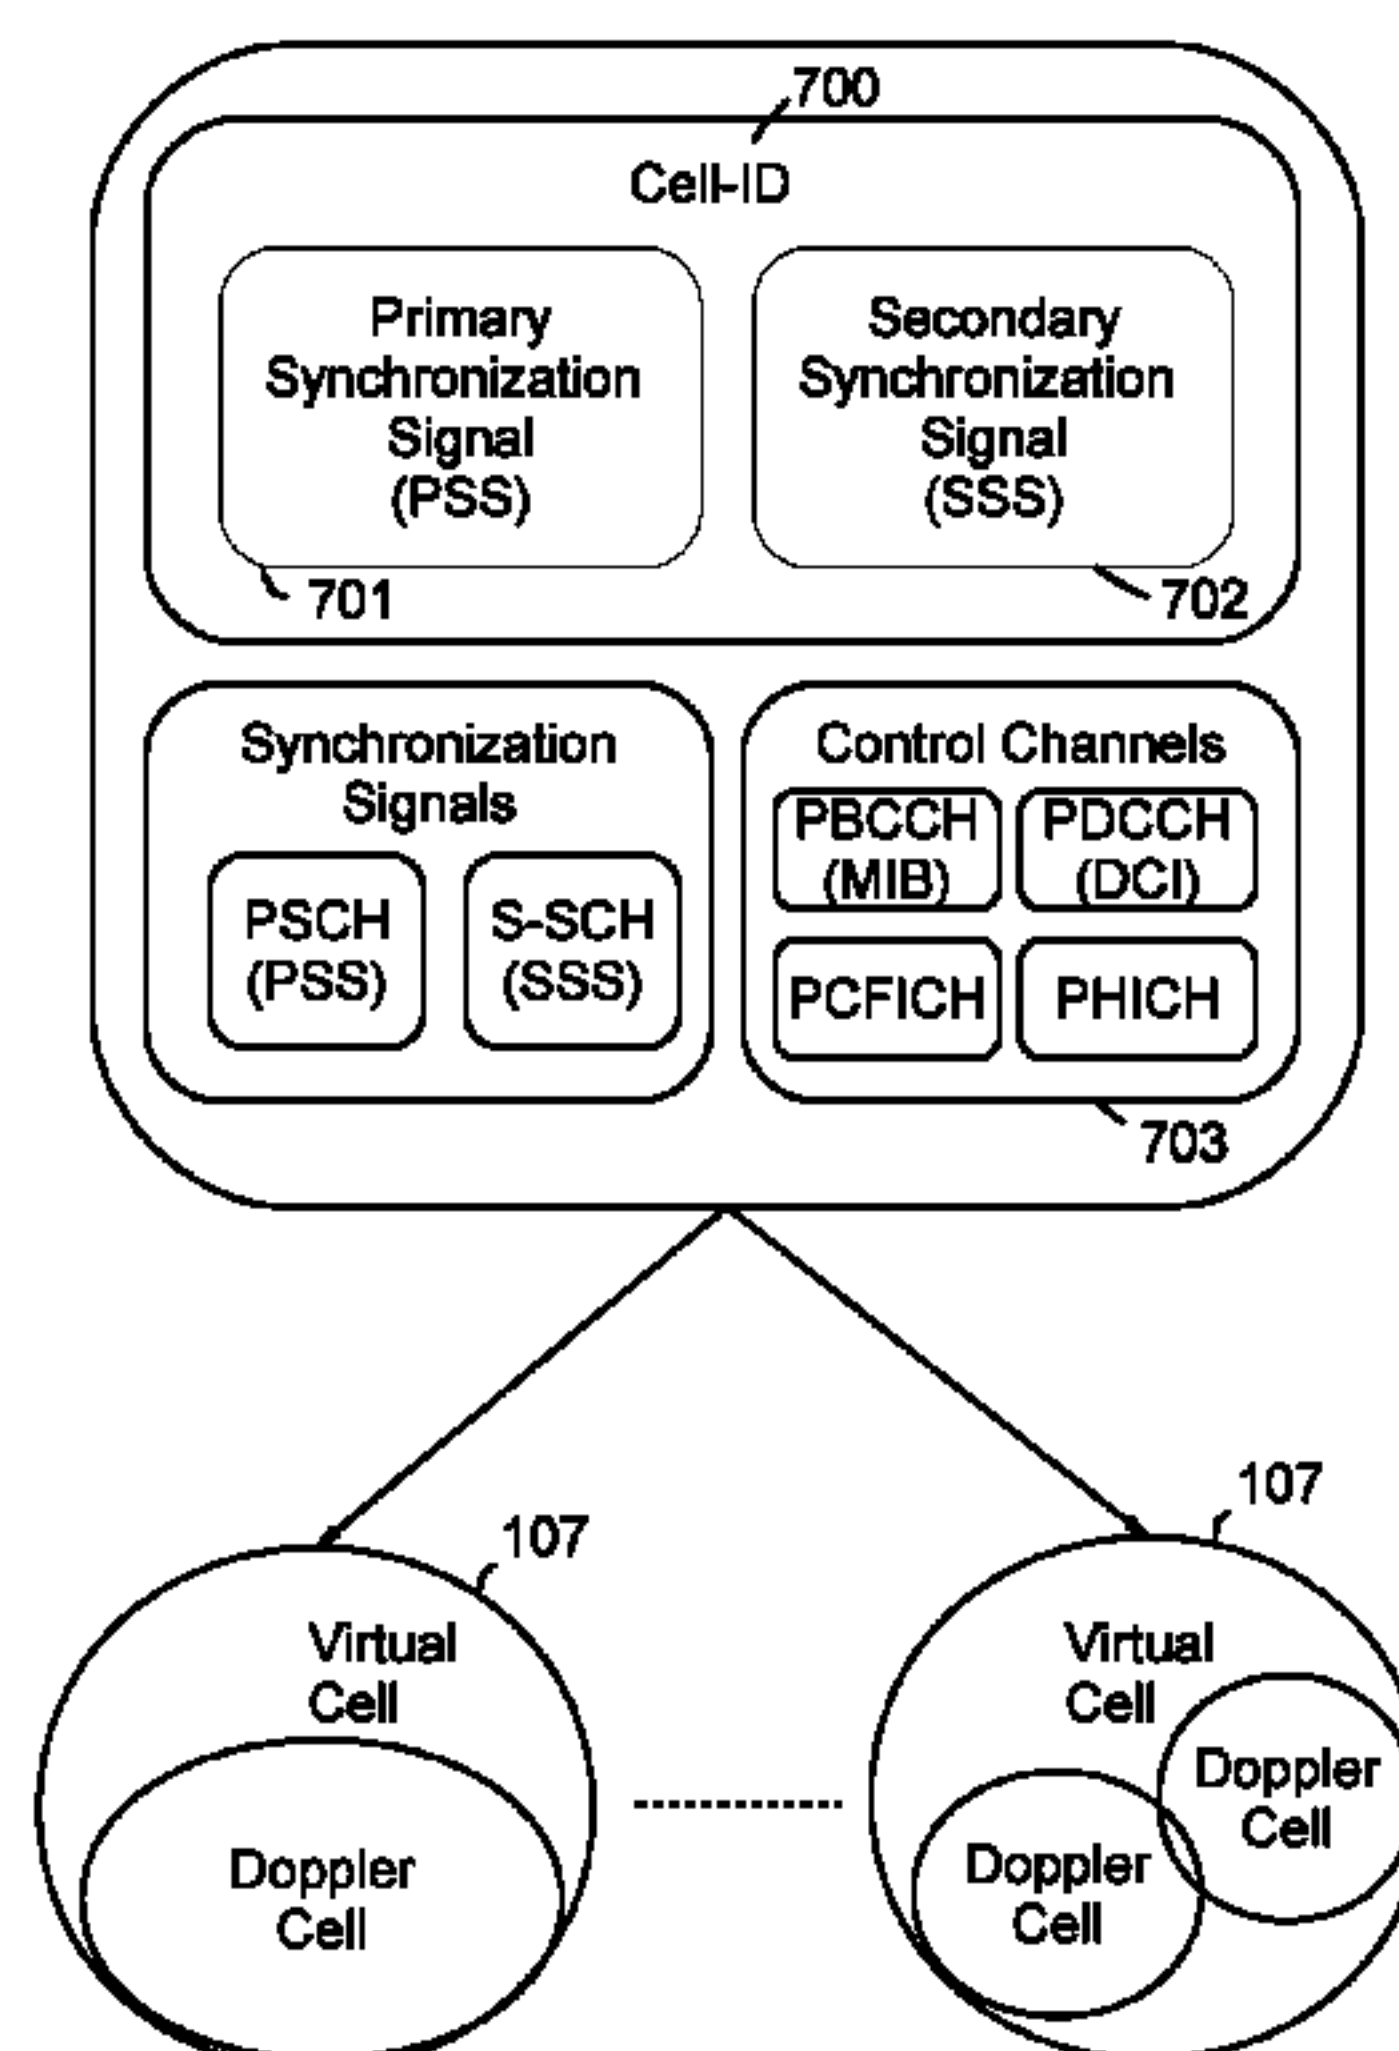 700
Cell-ID
Primary
Synchronization
Signal
(PSS)
Secondary
Synchronization
Signal
(SSS)
701
702
Synchronization
Signals
PSCH
(PSS)
S-SCH
(SSS)
Control Channels
PBCCH
(MIB)
PDCCH
(DCI)
PCFICH
PHICH
703
107
Virtual
Cell
Doppler
Cell
107
Virtual
Cell
Doppler
Cell
Doppler
Cell